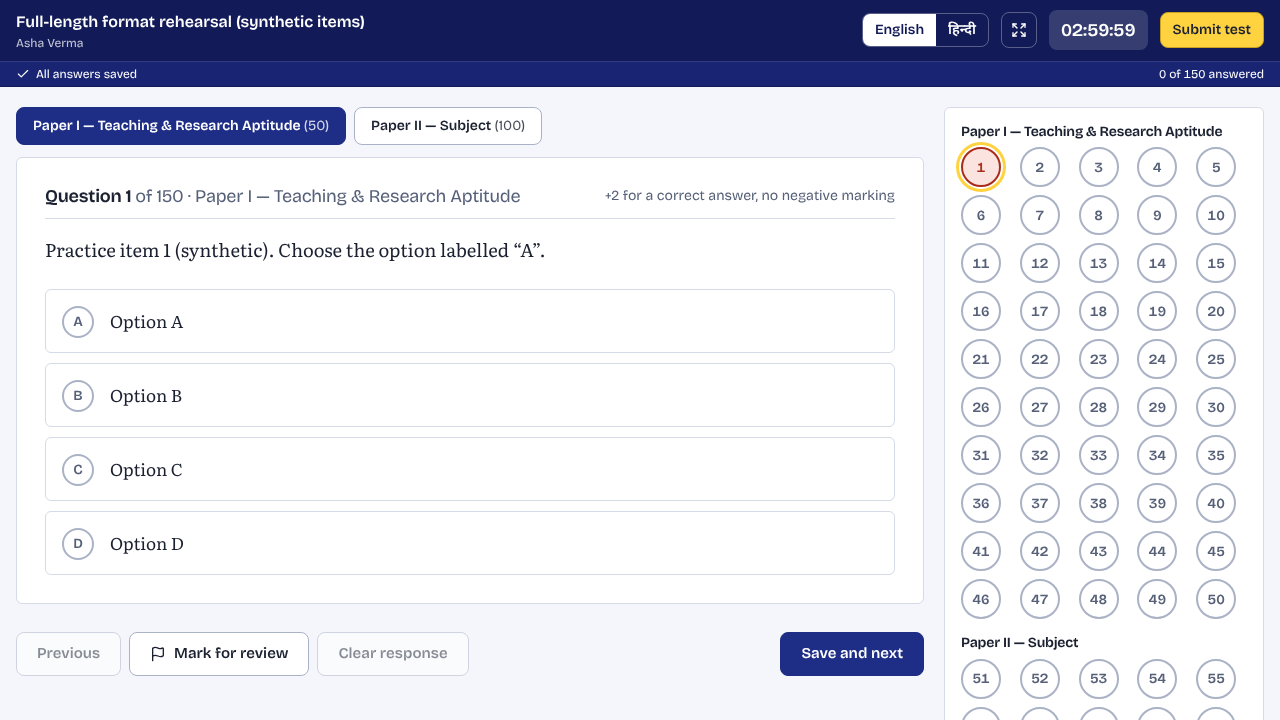 Full-length format rehearsal (synthetic items)
Asha Verma
English
हिन्दी
02:59:59
Submit test
All answers saved
0 of 150 answered
Paper I — Teaching & Research Aptitude (50)
Paper II — Subject (100)
Question 1 of 150 · Paper I — Teaching & Research Aptitude
+2 for a correct answer, no negative marking
Practice item 1 (synthetic). Choose the option labelled “A”.
A Option A
B Option B
C Option C
D Option D
Previous
Mark for review
Clear response
Save and next
Paper I — Teaching & Research Aptitude
1 2 3 4 5
6 7 8 9 10
11 12 13 14 15
16 17 18 19 20
21 22 23 24 25
26 27 28 29 30
31 32 33 34 35
36 37 38 39 40
41 42 43 44 45
46 47 48 49 50
Paper II — Subject
51 52 53 54 55